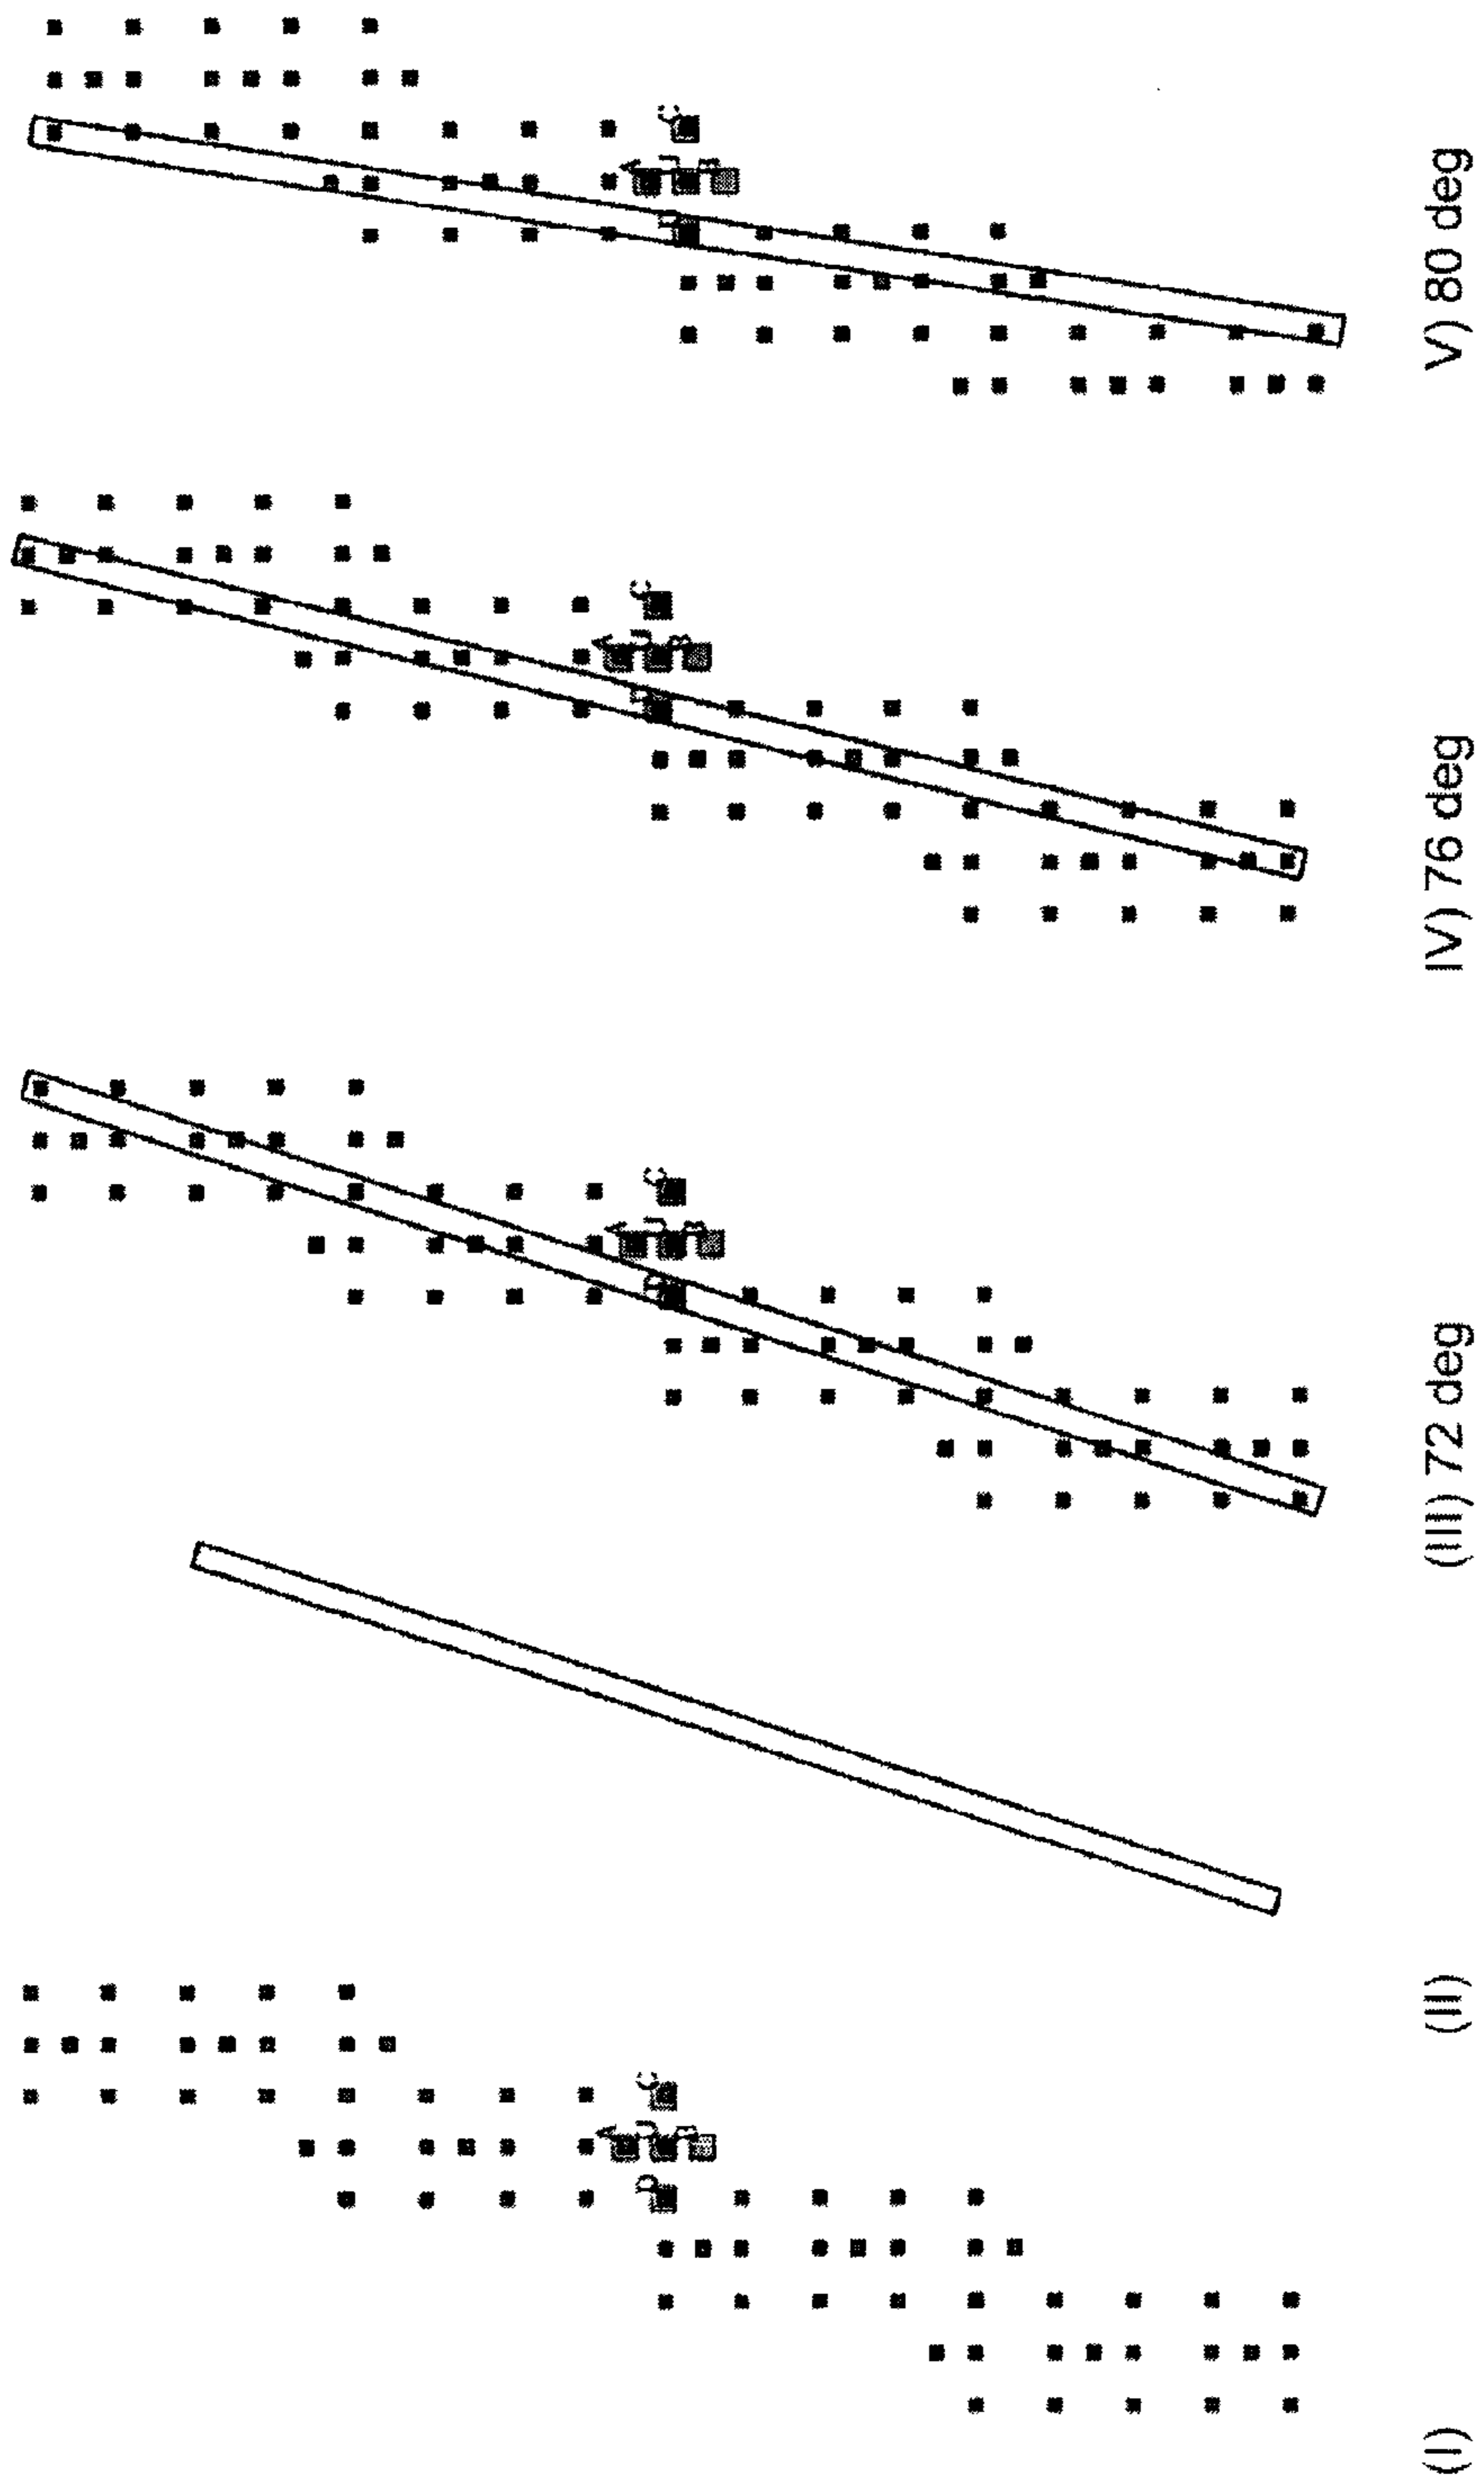 A
D U C
B
A
D U C
B
A
D U C
B
A
D U C
B
(I)
(II)
(III) 72 deg
IV) 76 deg
V) 80 deg